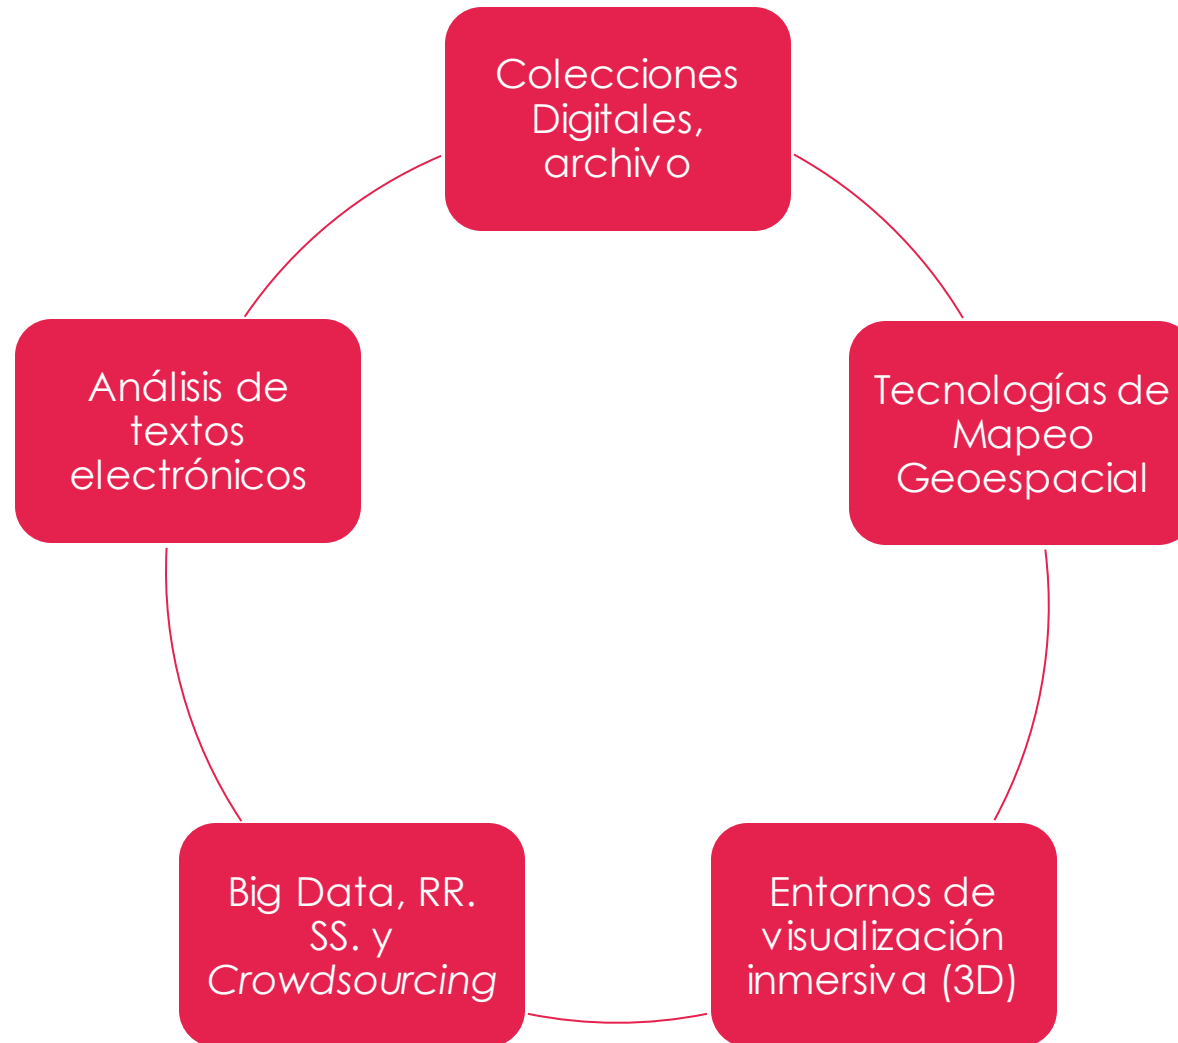 Colecciones
Digitales,
archivo
Tecnologías de
Mapeo
Geoespacial
Entornos de
visualización
inmersiva (3D)
Big Data, RR.
SS. y
Crowdsourcing
Análisis de
textos
electrónicos